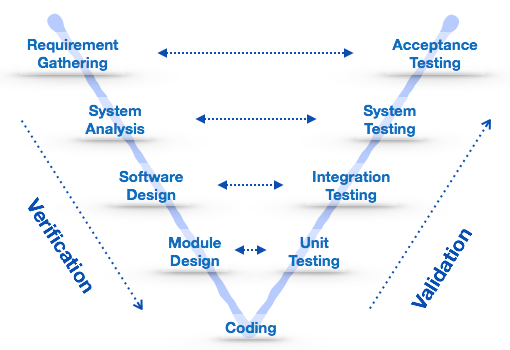 Requirement
Gathering
Acceptance
Testing
System
Analysis
System
Testing
Software
Design
Integration
Testing
Verification
Validation
Module
Design
Unit
Testing
Coding